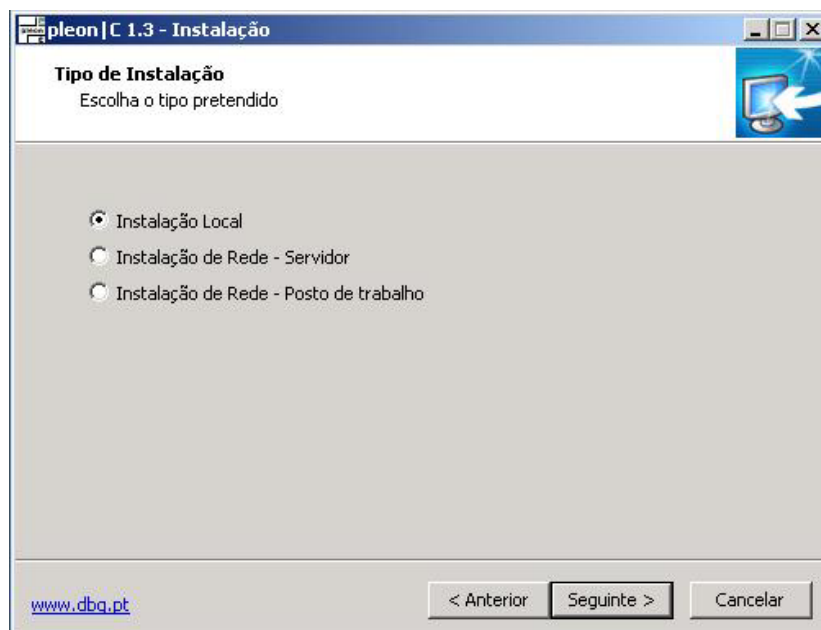 pleon|C 1.3 - Instalação
Tipo de Instalação
Escolha o tipo pretendido
Instalação Local
Instalação de Rede - Servidor
Instalação de Rede - Posto de trabalho
www.dbg.pt
< Anterior
Seguinte >
Cancelar